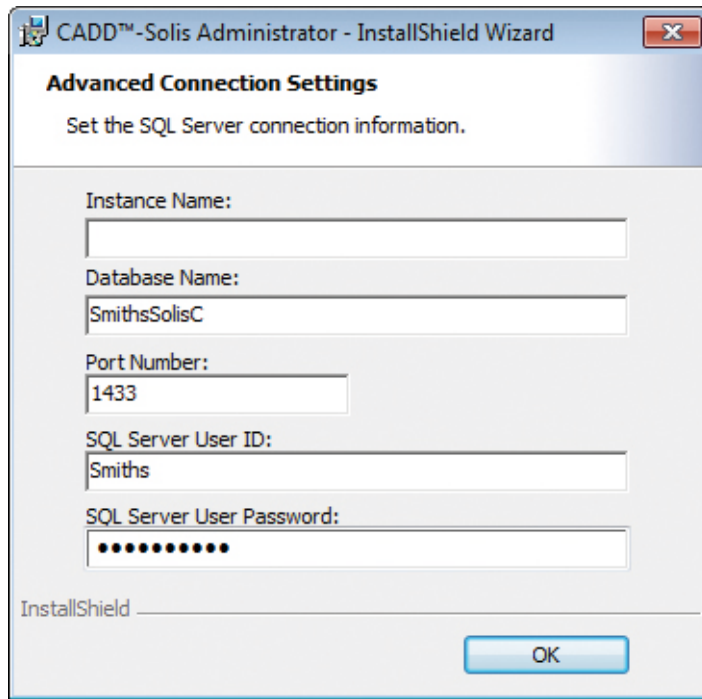 CADD™-Solis Administrator - InstallShield Wizard
Advanced Connection Settings
Set the SQL Server connection information.
Instance Name:
Database Name:
SmithsSolisC
Port Number:
1433
SQL Server User ID:
Smiths
SQL Server User Password:
••••••••••
InstallShield
OK